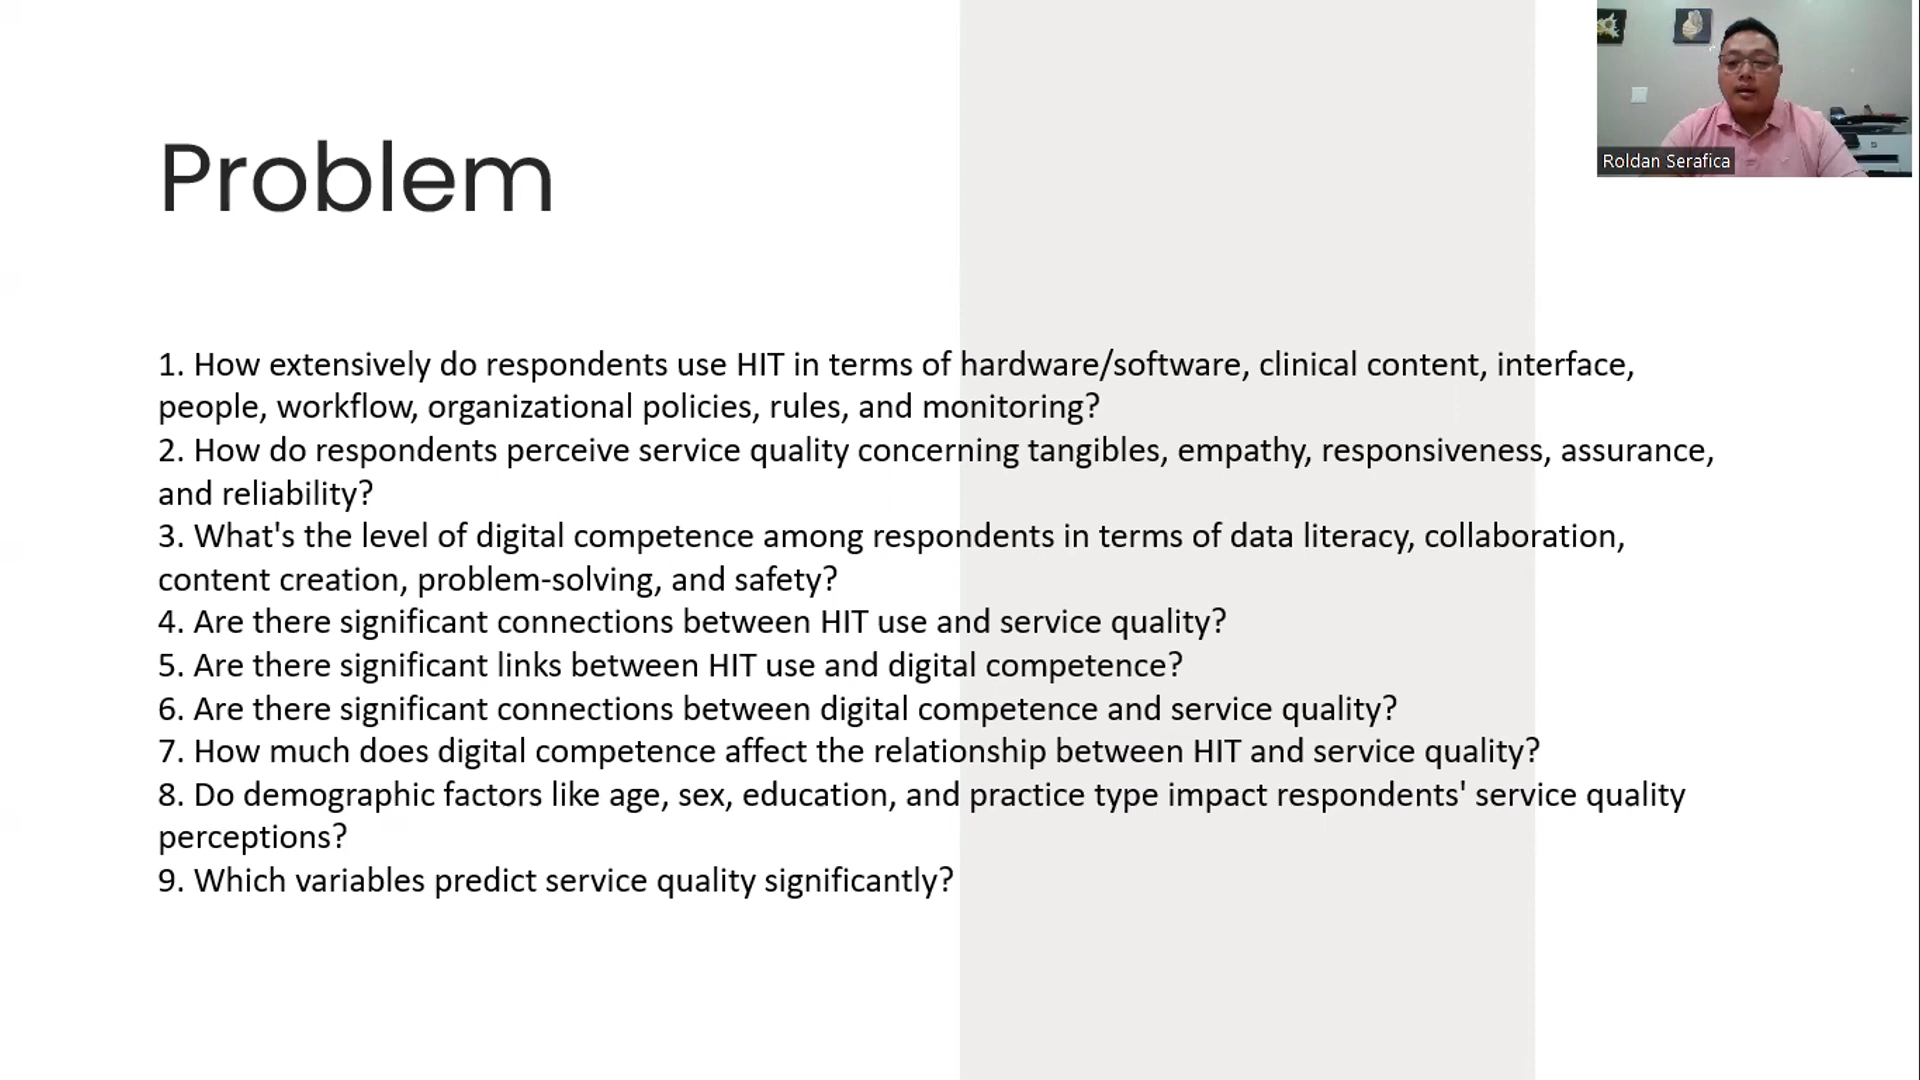 Problem
Roldan Serafica
1. How extensively do respondents use HIT in terms of hardware/software, clinical content, interface,
people, workflow, organizational policies, rules, and monitoring?
2. How do respondents perceive service quality concerning tangibles, empathy, responsiveness, assurance,
and reliability?
3. What's the level of digital competence among respondents in terms of data literacy, collaboration,
content creation, problem-solving, and safety?
4. Are there significant connections between HIT use and service quality?
5. Are there significant links between HIT use and digital competence?
6. Are there significant connections between digital competence and service quality?
7. How much does digital competence affect the relationship between HIT and service quality?
8. Do demographic factors like age, sex, education, and practice type impact respondents' service quality
perceptions?
9. Which variables predict service quality significantly?